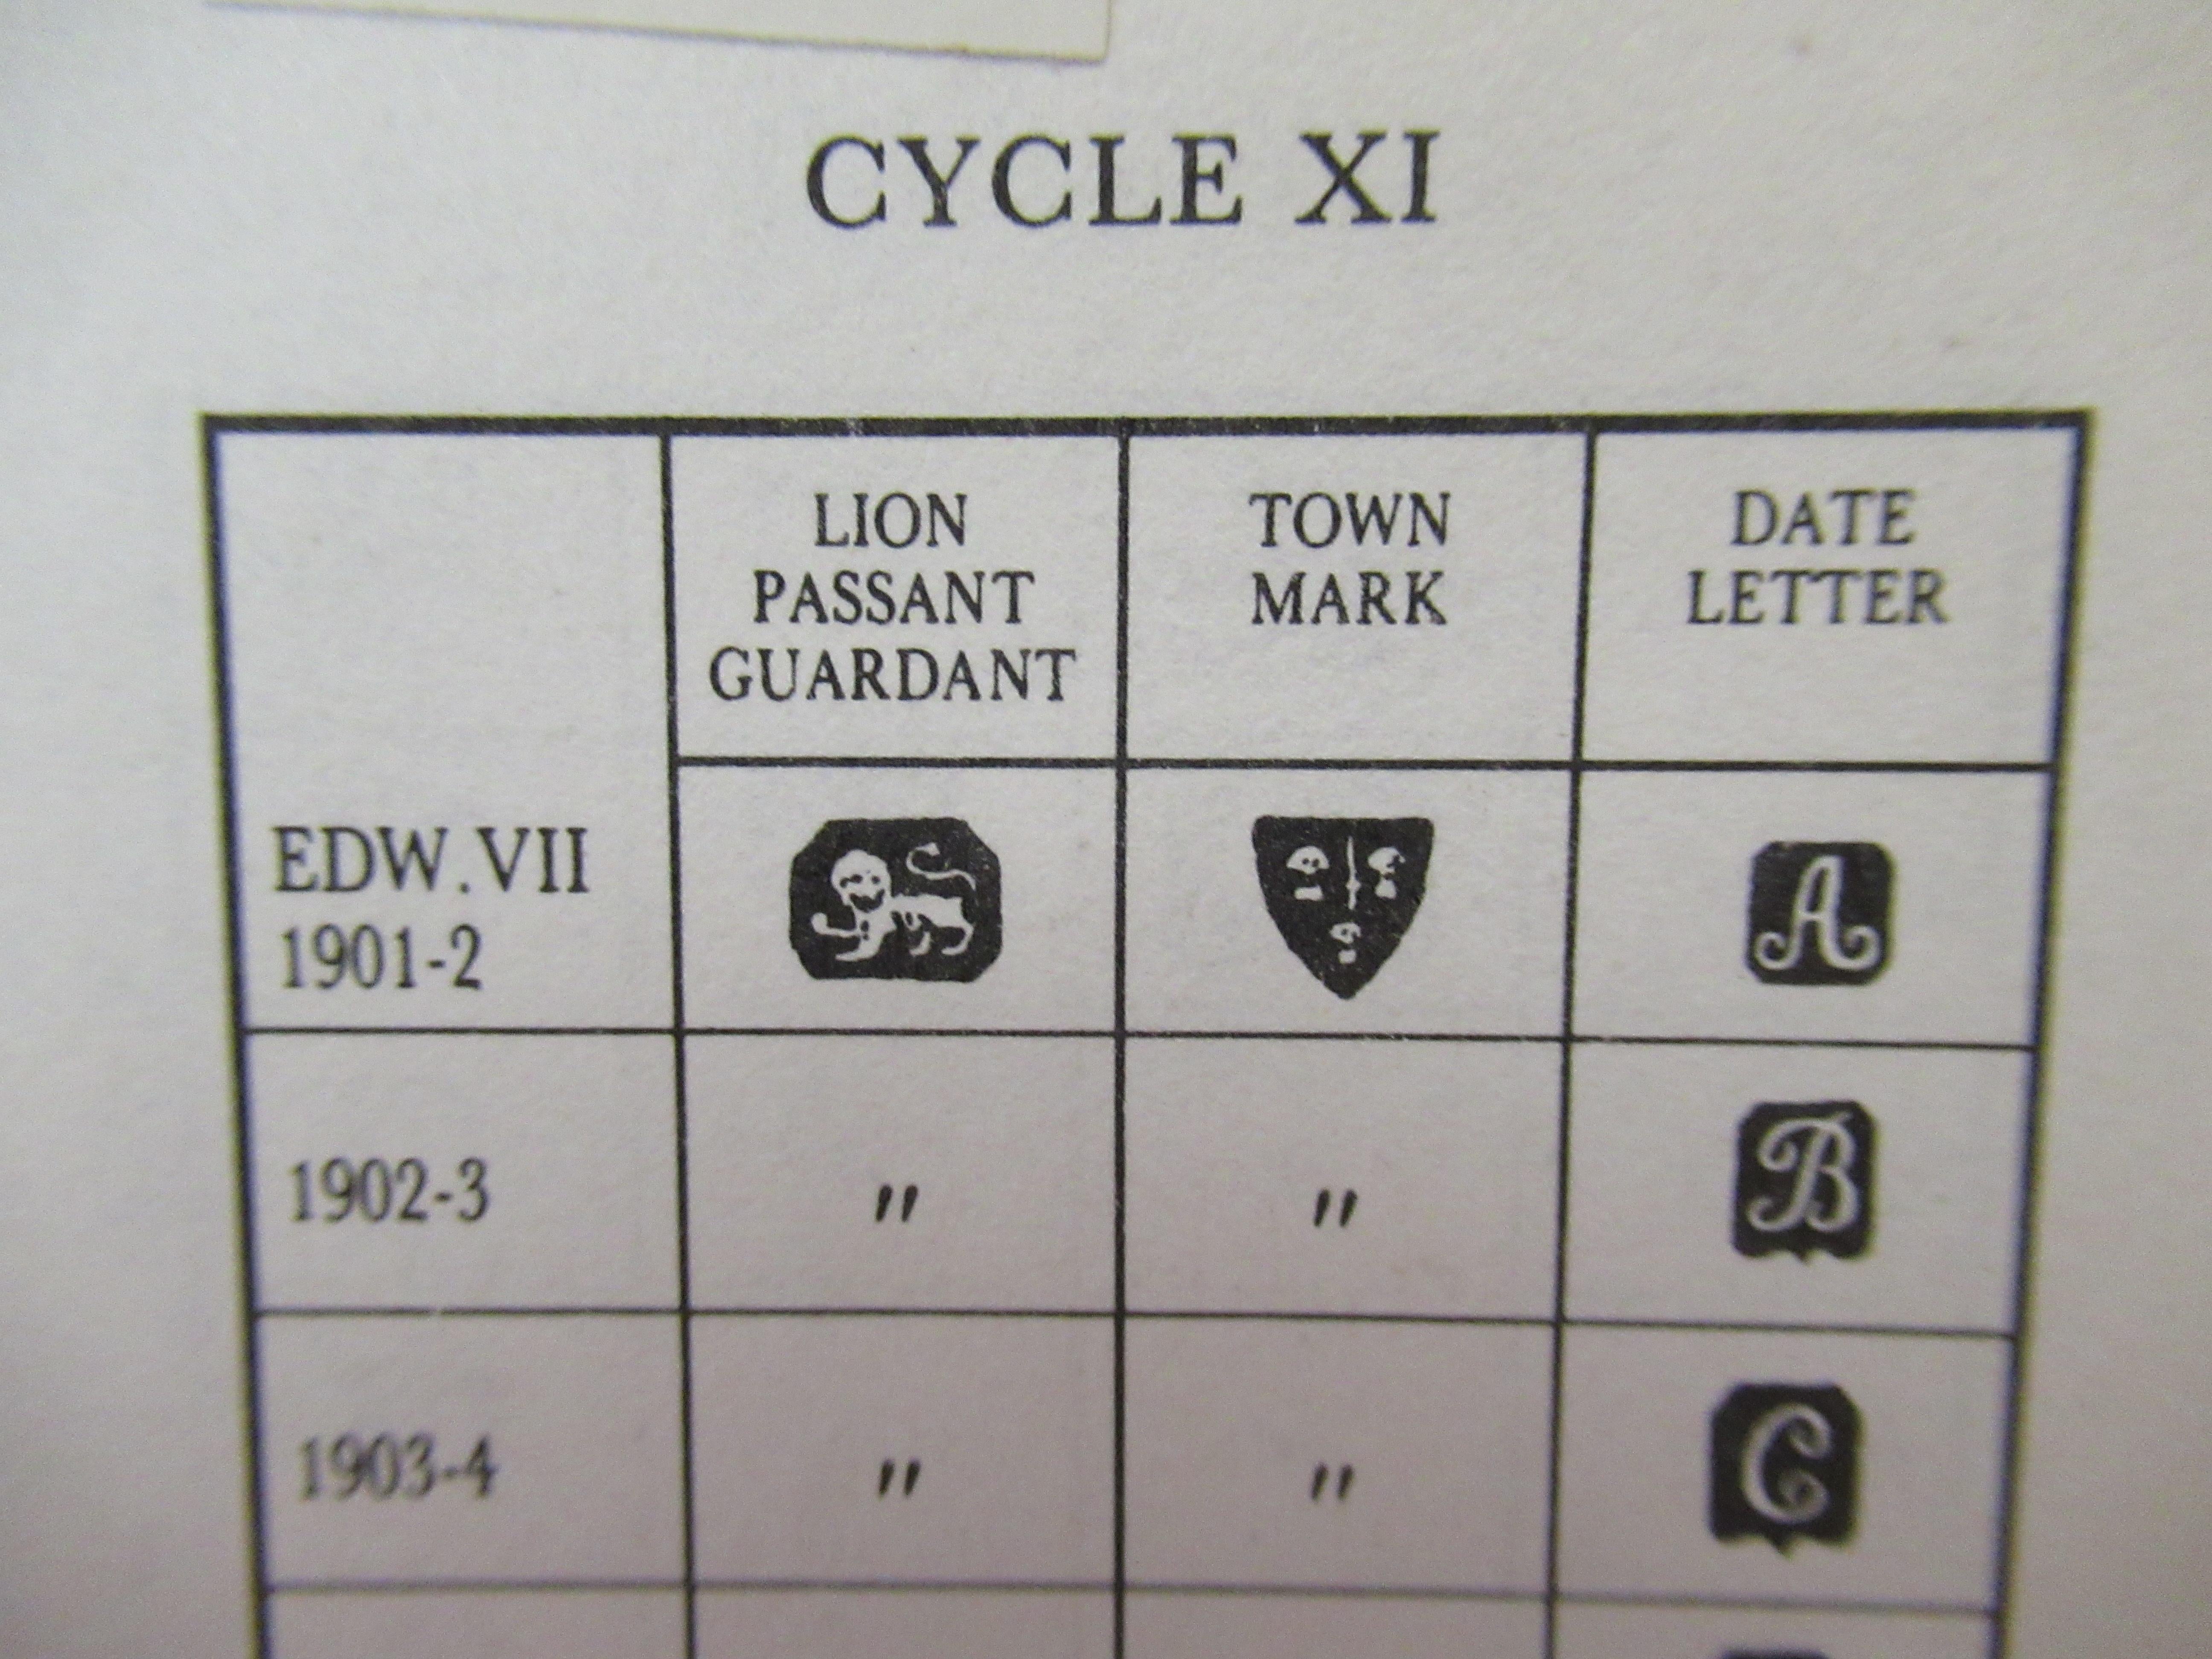 CYCLE XI
LION
PASSANT
GUARDANT
TOWN
MARK
DATE
LETTER
EDW.VII
1901-2
A
1902-3 " " B
1903-4 " " C